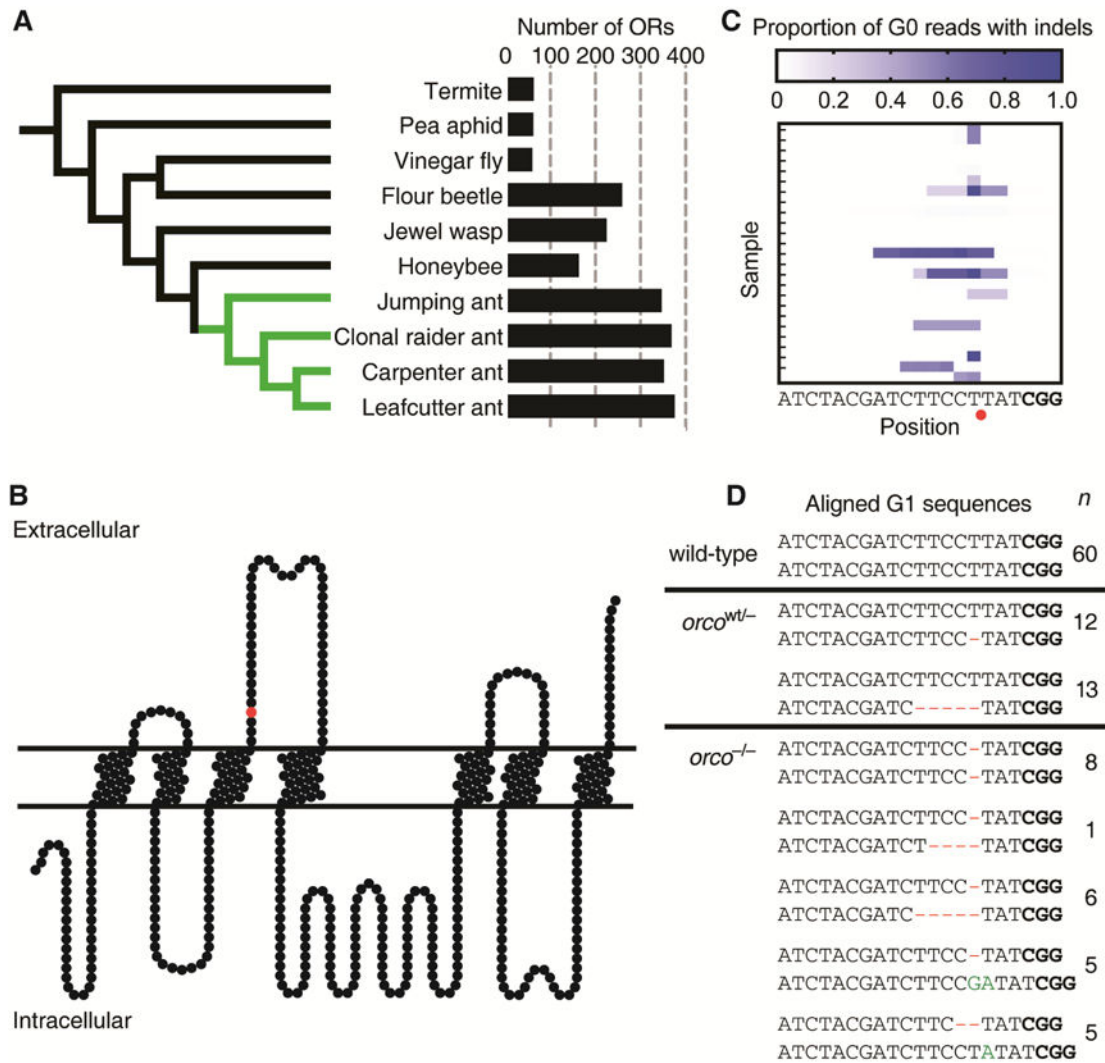 A
Number of ORs
0 100 200 300 400
Termite
Pea aphid
Vinegar fly
Flour beetle
Jewel wasp
Honeybee
Jumping ant
Clonal raider ant
Carpenter ant
Leafcutter ant
B
Extracellular
Intracellular
C
Proportion of G0 reads with indels
0 0.2 0.4 0.6 0.8 1.0
Sample
ATCTACGATCTTCCTTATCGG
Position
D
Aligned G1 sequences n
wild-type
ATCTACGATCTTCCTTATCGG
ATCTACGATCTTCCTTATCGG
60
orco wt/–
ATCTACGATCTTCCTTATCGG
ATCTACGATCTTCC-TATCGG
12
ATCTACGATCTTCCTTATCGG
ATCTACGATC-----TATCGG
13
orco –/–
ATCTACGATCTTCC-TATCGG
ATCTACGATCTTCC-TATCGG
8
ATCTACGATCTTCC-TATCGG
ATCTACGATCT----TATCGG
1
ATCTACGATCTTCC-TATCGG
ATCTACGATC-----TATCGG
6
ATCTACGATCTTCC-TATCGG
ATCTACGATCTTCCGATATCGG
5
ATCTACGATCTTC--TATCGG
ATCTACGATCTTCCTATATCGG
5